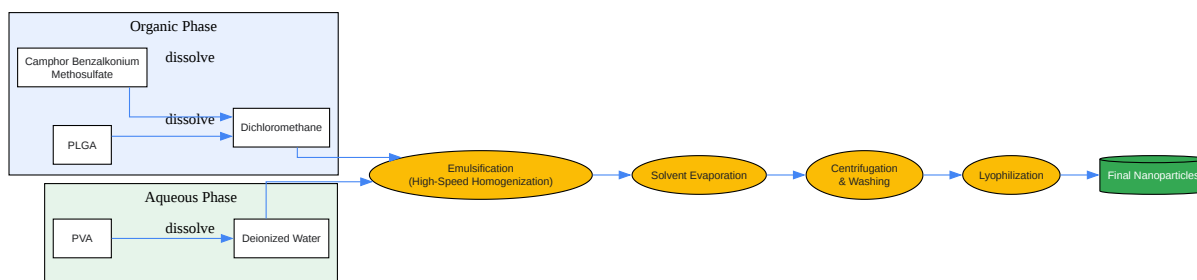 Organic Phase
Camphor Benzalkonium
Methosulfate
dissolve
dissolve
PLGA
Dichloromethane
Aqueous Phase
PVA
dissolve
Deionized Water
Emulsification
(High-Speed Homogenization)
Solvent Evaporation
Centrifugation
& Washing
Lyophilization
Final Nanoparticles